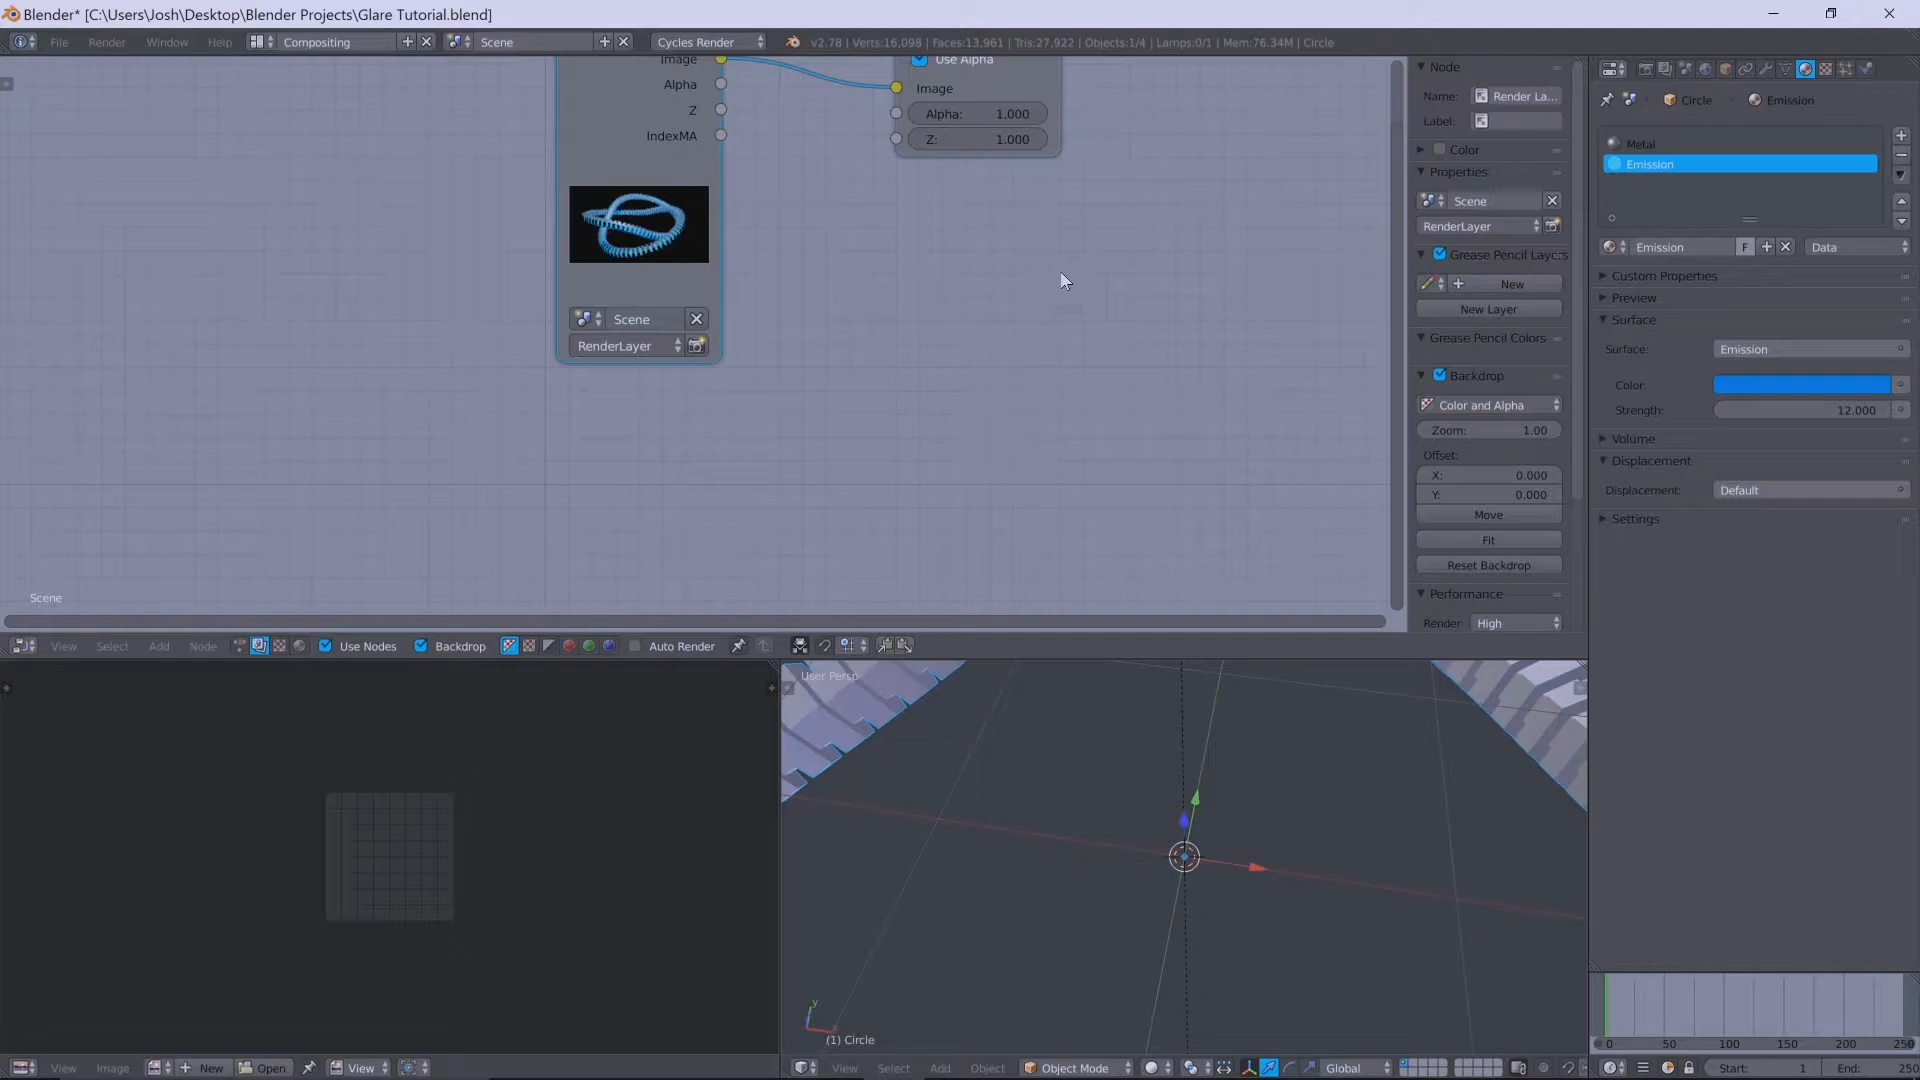 Blender* [C:\Users\Josh\Desktop\Blender Projects\Glare Tutorial.blend]
File Render Window Help Compositing Scene Cycles Render v2.78 | Verts:16,098 | Faces:13,961 | Tris:27,922 | Objects:1/4 | Lamps:0/1 | Mem:76.34M | Circle
Image
Alpha
Z
IndexMA
Scene
RenderLayer
Use Alpha
Image
Alpha: 1.000
Z: 1.000
Scene
Node
Name: Render La...
Label:
Color
Properties
Scene
RenderLayer
Grease Pencil Layers
New
New Layer
Grease Pencil Colors
Backdrop
Color and Alpha
Zoom: 1.00
Offset:
X: 0.000
Y: 0.000
Move
Fit
Reset Backdrop
Performance
Render High
Circle Emission
Metal
Emission
Emission F Data
Custom Properties
Preview
Surface
Surface: Emission
Color:
Strength: 12.000
Volume
Displacement
Displacement: Default
Settings
View Select Add Node Use Nodes Backdrop Auto Render
User Persp
y
(1) Circle
View Image New Open View
View Select Add Object Object Mode Global
0 50 100 150 200 250
Start: 1 End: 250